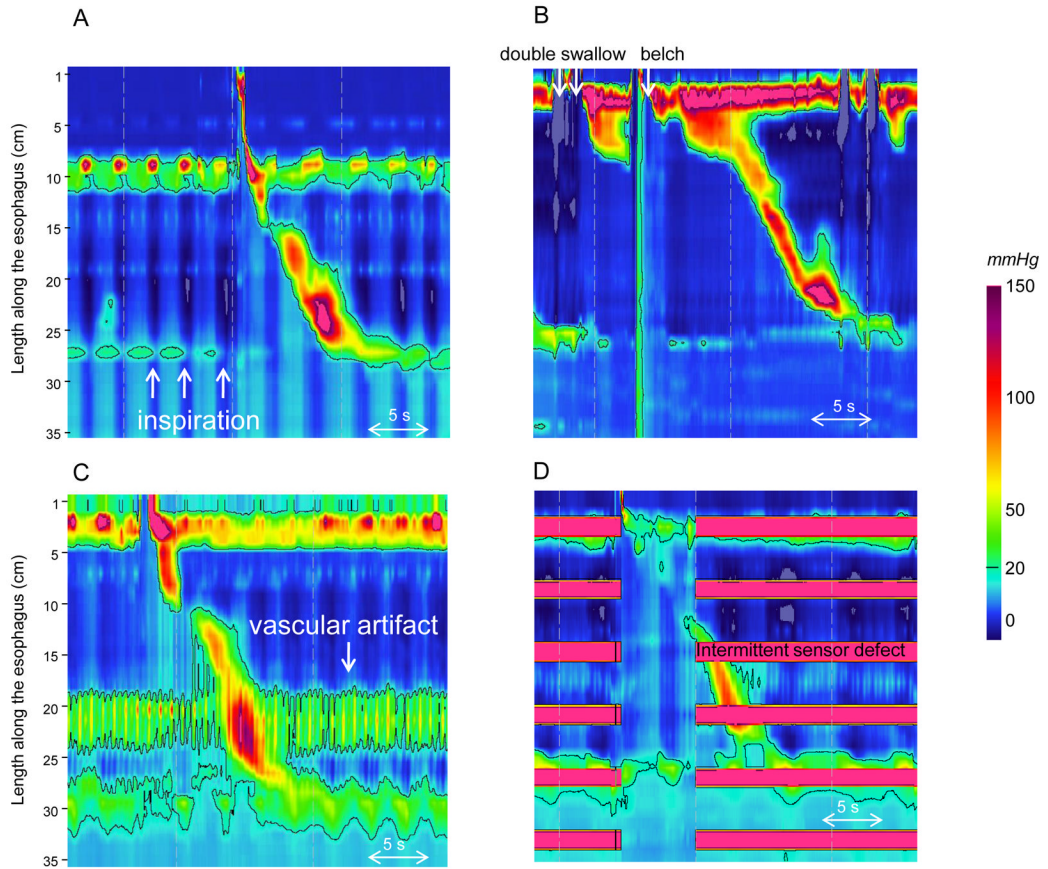 A
B
double swallow
belch
Length along the esophagus (cm)
1
5
10
15
20
25
30
35
inspiration
5 s
5 s
mmHg
150
100
50
20
0
C
D
Length along the esophagus (cm)
1
5
10
15
20
25
30
35
vascular artifact
Intermittent sensor defect
5 s
5 s